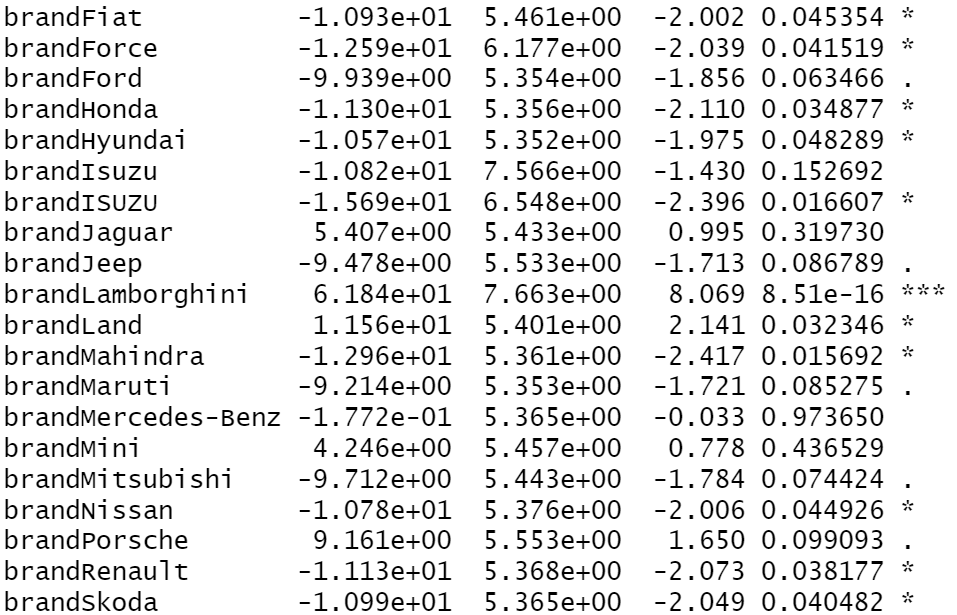 brandFiat -1.093e+01 5.461e+00 -2.002 0.045354 *
brandForce -1.259e+01 6.177e+00 -2.039 0.041519 *
brandFord -9.939e+00 5.354e+00 -1.856 0.063466 .
brandHonda -1.130e+01 5.356e+00 -2.110 0.034877 *
brandHyundai -1.057e+01 5.352e+00 -1.975 0.048289 *
brandIsuzu -1.082e+01 7.566e+00 -1.430 0.152692
brandISUZU -1.569e+01 6.548e+00 -2.396 0.016607 *
brandJaguar 5.407e+00 5.433e+00 0.995 0.319730
brandJeep -9.478e+00 5.533e+00 -1.713 0.086789 .
brandLamborghini 6.184e+01 7.663e+00 8.069 8.51e-16 ***
brandLand 1.156e+01 5.401e+00 2.141 0.032346 *
brandMahindra -1.296e+01 5.361e+00 -2.417 0.015692 *
brandMaruti -9.214e+00 5.353e+00 -1.721 0.085275 .
brandMercedes-Benz -1.772e-01 5.365e+00 -0.033 0.973650
brandMini 4.246e+00 5.457e+00 0.778 0.436529
brandMitsubishi -9.712e+00 5.443e+00 -1.784 0.074424 .
brandNissan -1.078e+01 5.376e+00 -2.006 0.044926 *
brandPorsche 9.161e+00 5.553e+00 1.650 0.099093 .
brandRenault -1.113e+01 5.368e+00 -2.073 0.038177 *
brandSkoda -1.099e+01 5.365e+00 -2.049 0.040482 *